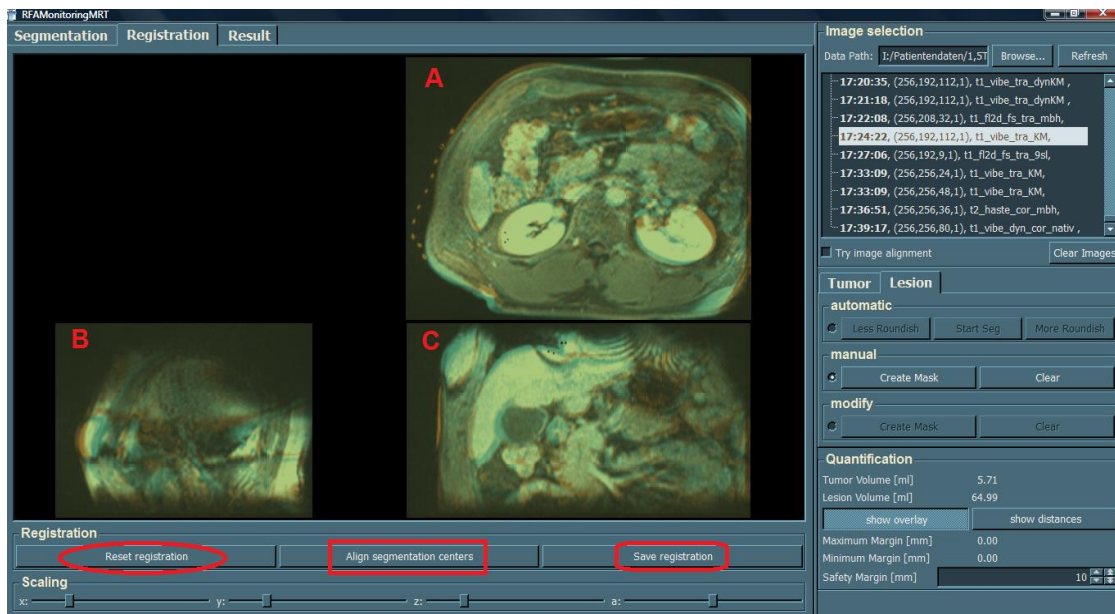 RFAMonitoringMRT
Segmentation Registration Result
A
B
C
Registration
Reset registration Align segmentation centers Save registration
Scaling
x: y: z: a:
Image selection
Data Path: I:/Patientendaten/1,5T Browse... Refresh
17:20:35, (256,192,112,1), t1_vibe_tra_dynKM ,
17:21:18, (256,192,112,1), t1_vibe_tra_dynKM ,
17:22:08, (256,208,32,1), t1_fl2d_fs_tra_mbh,
17:24:22, (256,192,112,1), t1_vibe_tra_KM,
17:27:06, (256,192,9,1), t1_fl2d_fs_tra_9sl,
17:33:09, (256,256,24,1), t1_vibe_tra_KM,
17:33:09, (256,256,48,1), t1_vibe_tra_KM,
17:36:51, (256,256,36,1), t2_haste_cor_mbh,
17:39:17, (256,256,80,1), t1_vibe_dyn_cor_nativ ,
Try image alignment Clear Images
Tumor Lesion
automatic
Less Roundish Start Seg More Roundish
manual
Create Mask Clear
modify
Create Mask Clear
Quantification
Tumor Volume [ml] 5.71
Lesion Volume [ml] 64.99
show overlay show distances
Maximum Margin [mm] 0.00
Minimum Margin [mm] 0.00
Safety Margin [mm] 10